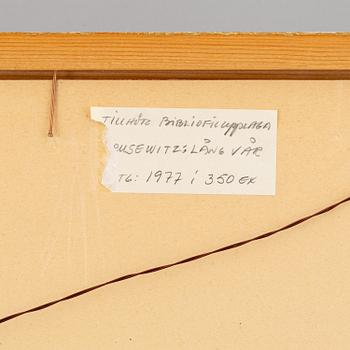 TILLHÖR BIBLIOFILUPPLAGA
OUSEWITZ: LÅNG VÅR
TG: 1977 i 350 EX